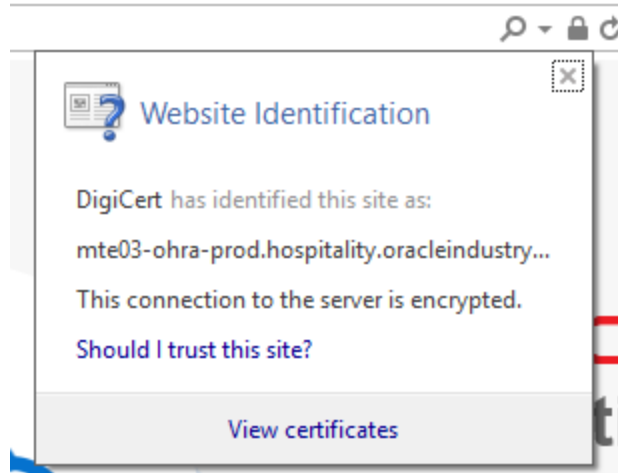 Website Identification
DigiCert has identified this site as:
mte03-ohra-prod.hospitality.oracleindustry...
This connection to the server is encrypted.
Should I trust this site?
View certificates